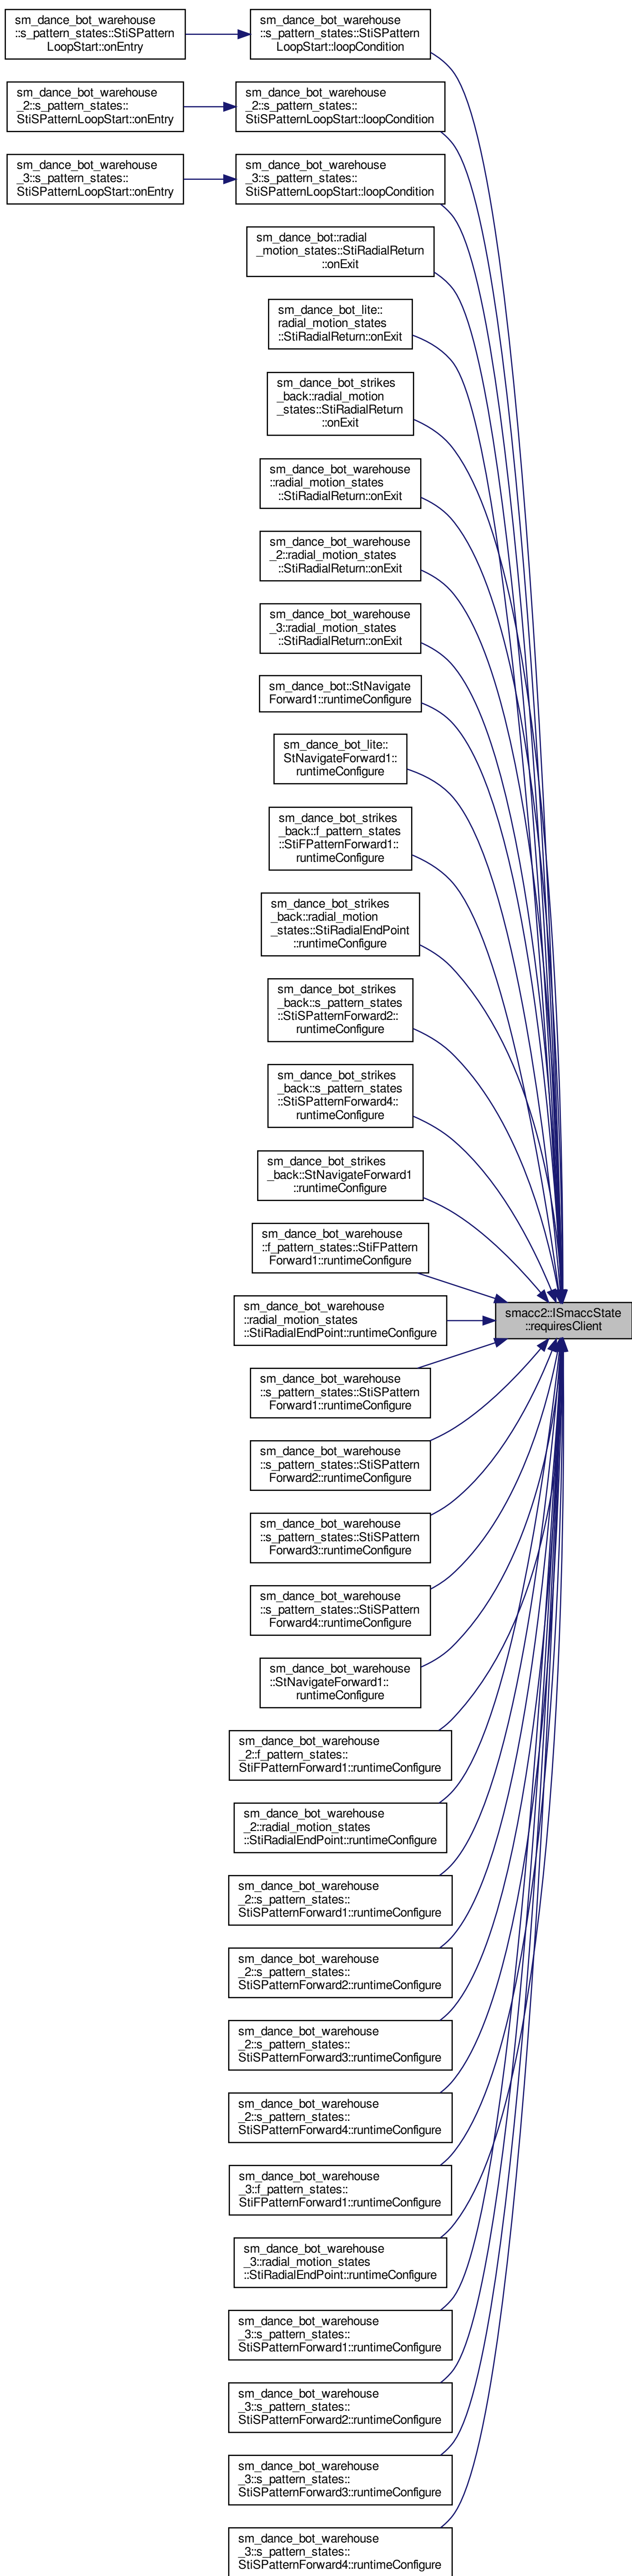 sm_dance_bot_warehouse
::s_pattern_states::StiSPattern
LoopStart::onEntry
sm_dance_bot_warehouse
::s_pattern_states::StiSPattern
LoopStart::loopCondition
sm_dance_bot_warehouse
_2::s_pattern_states::
StiSPatternLoopStart::onEntry
sm_dance_bot_warehouse
_2::s_pattern_states::
StiSPatternLoopStart::loopCondition
sm_dance_bot_warehouse
_3::s_pattern_states::
StiSPatternLoopStart::onEntry
sm_dance_bot_warehouse
_3::s_pattern_states::
StiSPatternLoopStart::loopCondition
sm_dance_bot::radial
_motion_states::StiRadialReturn
::onExit
sm_dance_bot_lite::
radial_motion_states
::StiRadialReturn::onExit
sm_dance_bot_strikes
_back::radial_motion
_states::StiRadialReturn
::onExit
sm_dance_bot_warehouse
::radial_motion_states
::StiRadialReturn::onExit
sm_dance_bot_warehouse
_2::radial_motion_states
::StiRadialReturn::onExit
sm_dance_bot_warehouse
_3::radial_motion_states
::StiRadialReturn::onExit
sm_dance_bot::StNavigate
Forward1::runtimeConfigure
sm_dance_bot_lite::
StNavigateForward1::
runtimeConfigure
sm_dance_bot_strikes
_back::f_pattern_states
::StiFPatternForward1::
runtimeConfigure
sm_dance_bot_strikes
_back::radial_motion
_states::StiRadialEndPoint
::runtimeConfigure
sm_dance_bot_strikes
_back::s_pattern_states
::StiSPatternForward2::
runtimeConfigure
sm_dance_bot_strikes
_back::s_pattern_states
::StiSPatternForward4::
runtimeConfigure
sm_dance_bot_strikes
_back::StNavigateForward1
::runtimeConfigure
sm_dance_bot_warehouse
::f_pattern_states::StiFPattern
Forward1::runtimeConfigure
smacc2::ISmaccState
::requiresClient
sm_dance_bot_warehouse
::radial_motion_states
::StiRadialEndPoint::runtimeConfigure
sm_dance_bot_warehouse
::s_pattern_states::StiSPattern
Forward1::runtimeConfigure
sm_dance_bot_warehouse
::s_pattern_states::StiSPattern
Forward2::runtimeConfigure
sm_dance_bot_warehouse
::s_pattern_states::StiSPattern
Forward3::runtimeConfigure
sm_dance_bot_warehouse
::s_pattern_states::StiSPattern
Forward4::runtimeConfigure
sm_dance_bot_warehouse
::StNavigateForward1::
runtimeConfigure
sm_dance_bot_warehouse
_2::f_pattern_states::
StiFPatternForward1::runtimeConfigure
sm_dance_bot_warehouse
_2::radial_motion_states
::StiRadialEndPoint::runtimeConfigure
sm_dance_bot_warehouse
_2::s_pattern_states::
StiSPatternForward1::runtimeConfigure
sm_dance_bot_warehouse
_2::s_pattern_states::
StiSPatternForward2::runtimeConfigure
sm_dance_bot_warehouse
_2::s_pattern_states::
StiSPatternForward3::runtimeConfigure
sm_dance_bot_warehouse
_2::s_pattern_states::
StiSPatternForward4::runtimeConfigure
sm_dance_bot_warehouse
_3::f_pattern_states::
StiFPatternForward1::runtimeConfigure
sm_dance_bot_warehouse
_3::radial_motion_states
::StiRadialEndPoint::runtimeConfigure
sm_dance_bot_warehouse
_3::s_pattern_states::
StiSPatternForward1::runtimeConfigure
sm_dance_bot_warehouse
_3::s_pattern_states::
StiSPatternForward2::runtimeConfigure
sm_dance_bot_warehouse
_3::s_pattern_states::
StiSPatternForward3::runtimeConfigure
sm_dance_bot_warehouse
_3::s_pattern_states::
StiSPatternForward4::runtimeConfigure